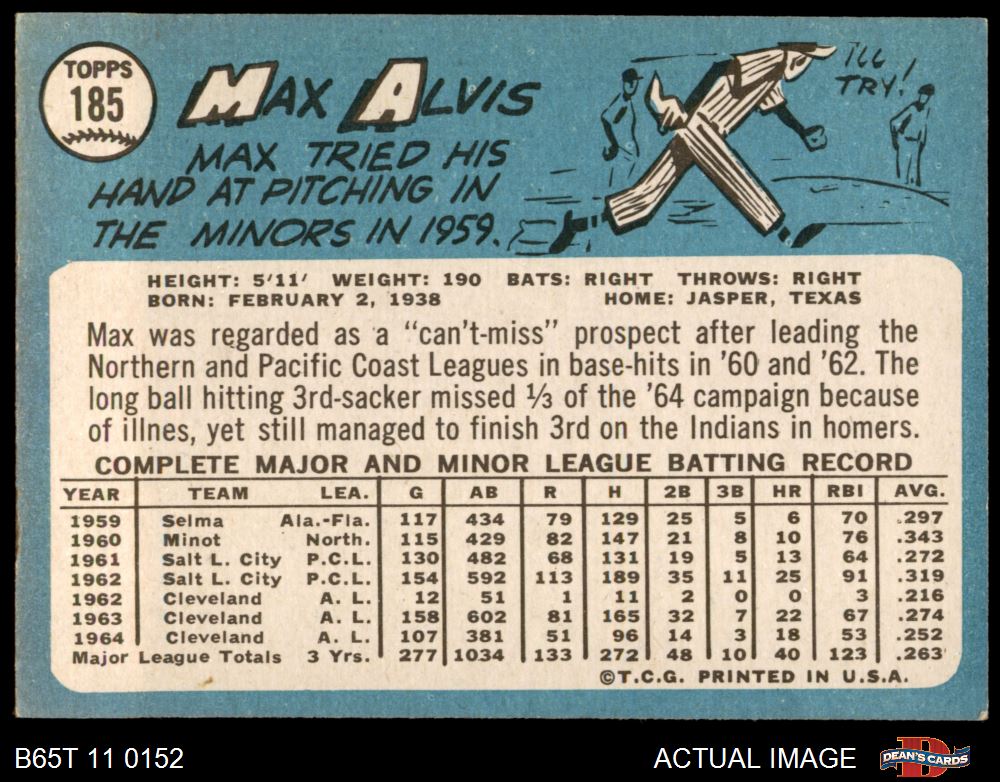 TOPPS
185
MAX ALVIS
I'LL
TRY!
MAX TRIED HIS
HAND AT PITCHING IN
THE MINORS IN 1959.
HEIGHT: 5'11' WEIGHT: 190 BATS: RIGHT THROWS: RIGHT
BORN: FEBRUARY 2, 1938 HOME: JASPER, TEXAS
Max was regarded as a “can't-miss” prospect after leading the
Northern and Pacific Coast Leagues in base-hits in '60 and '62. The
long ball hitting 3rd-sacker missed ⅓ of the '64 campaign because
of illnes, yet still managed to finish 3rd on the Indians in homers.
COMPLETE MAJOR AND MINOR LEAGUE BATTING RECORD
YEAR TEAM LEA. G AB R H 2B 3B HR RBI AVG.
1959 Selma Ala.-Fla. 117 434 79 129 25 5 6 70 .297
1960 Minot North. 115 429 82 147 21 8 10 76 .343
1961 Salt L. City P.C.L. 130 482 68 131 19 5 13 64 .272
1962 Salt L. City P.C.L. 154 592 113 189 35 11 25 91 .319
1962 Cleveland A. L. 12 51 1 11 2 0 0 3 .216
1963 Cleveland A. L. 158 602 81 165 32 7 22 67 .274
1964 Cleveland A. L. 107 381 51 96 14 3 18 53 .252
Major League Totals 3 Yrs. 277 1034 133 272 48 10 40 123 .263
©T.C.G. PRINTED IN U.S.A.
B65T 11 0152 ACTUAL IMAGE DEAN'S CARDS